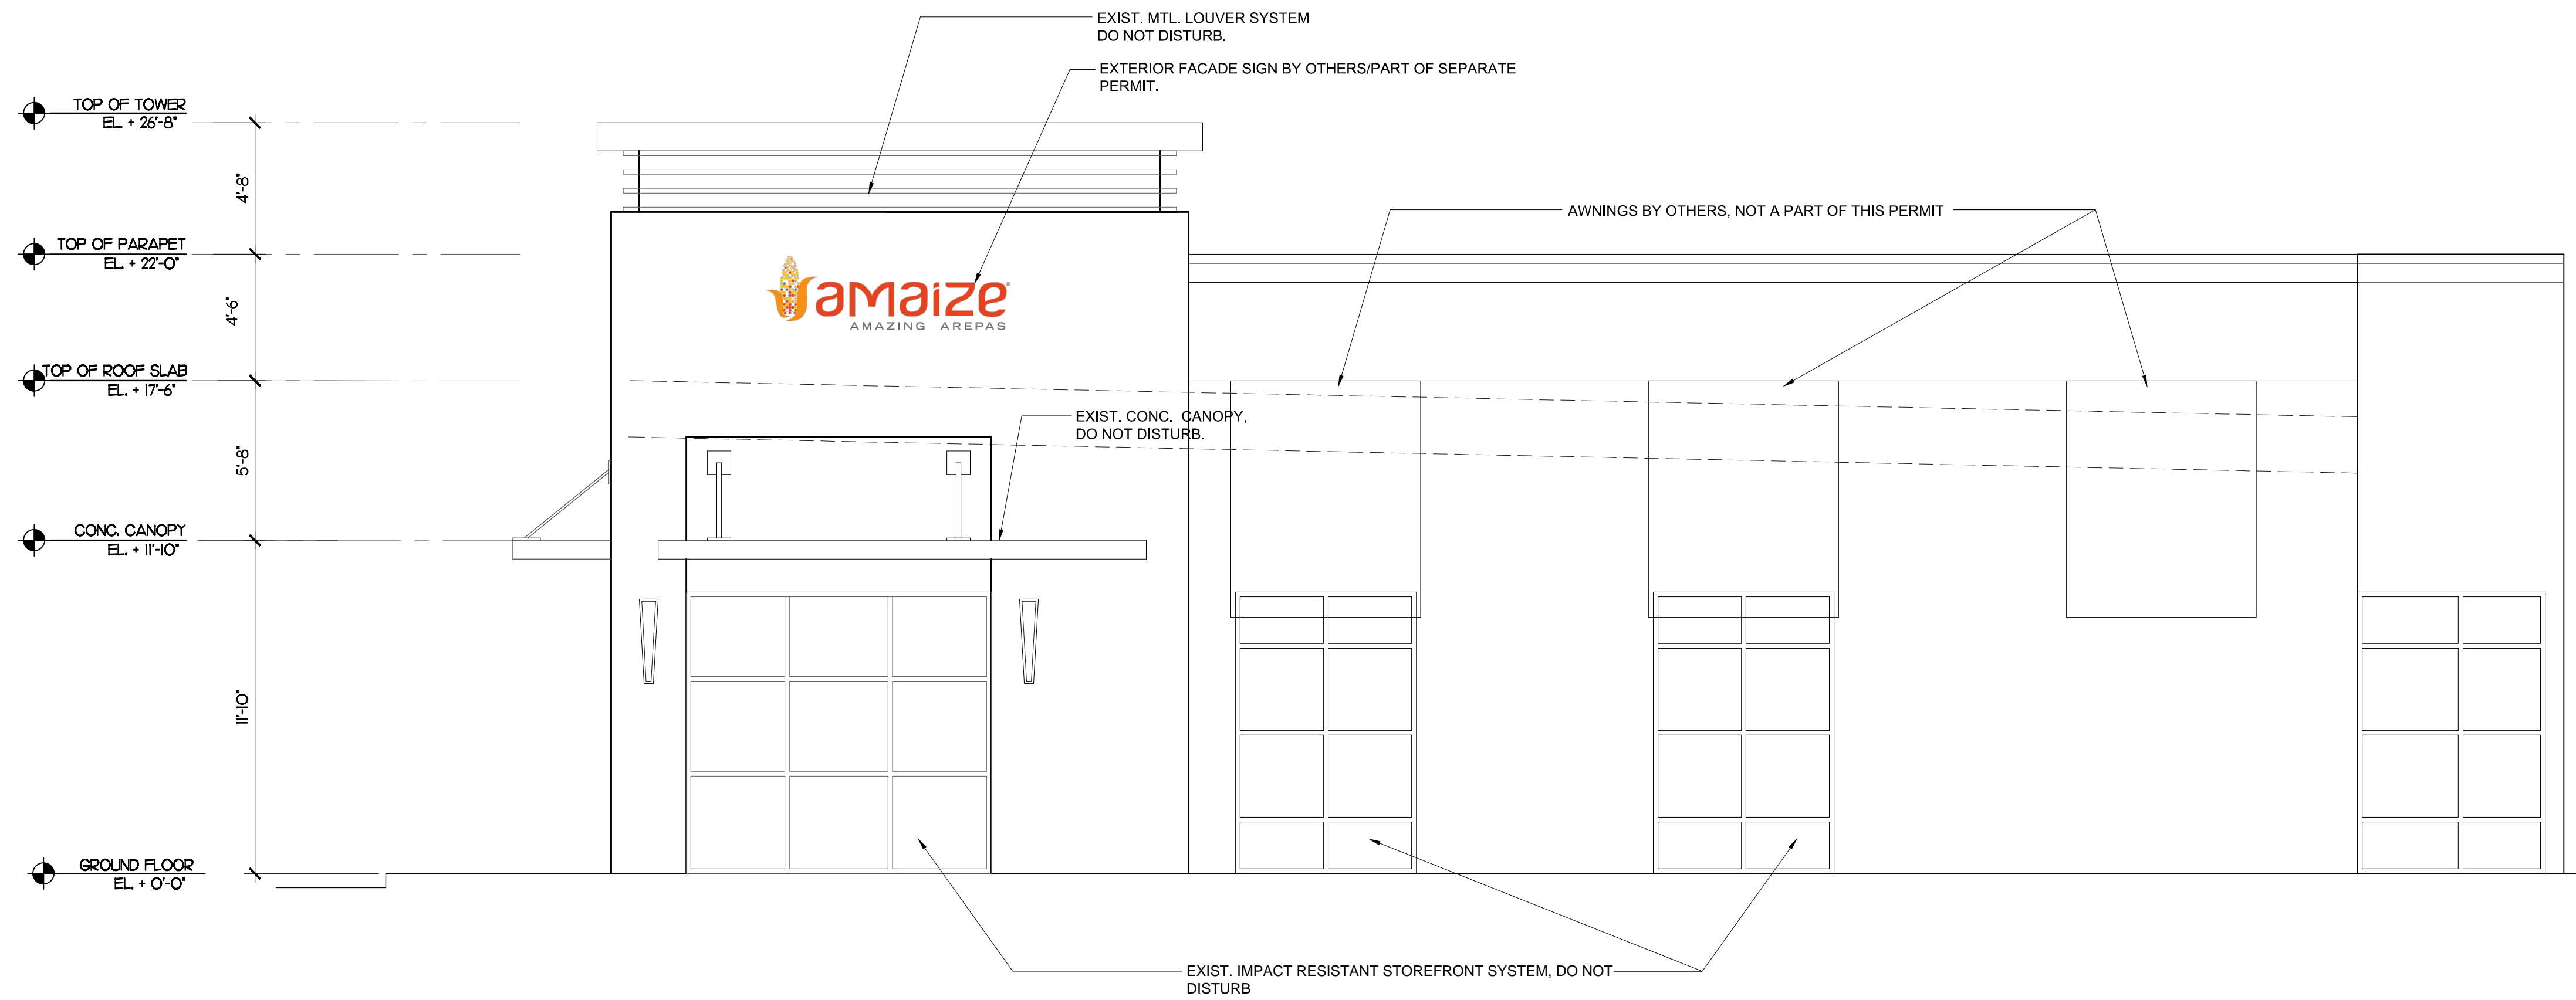 EXIST. MTL. LOUVER SYSTEM
DO NOT DISTURB.
EXTERIOR FACADE SIGN BY OTHERS/PART OF SEPARATE
PERMIT.
TOP OF TOWER
EL. + 26'-8"
4'-8"
AWNINGS BY OTHERS, NOT A PART OF THIS PERMIT
TOP OF PARAPET
EL. + 22'-0"
amaize®
AMAZING AREPAS
4'-6"
TOP OF ROOF SLAB
EL. + 17'-6"
EXIST. CONC. CANOPY,
DO NOT DISTURB.
5'-8"
CONC. CANOPY
EL. + 11'-10"
11'-10"
GROUND FLOOR
EL. + 0'-0"
EXIST. IMPACT RESISTANT STOREFRONT SYSTEM, DO NOT
DISTURB